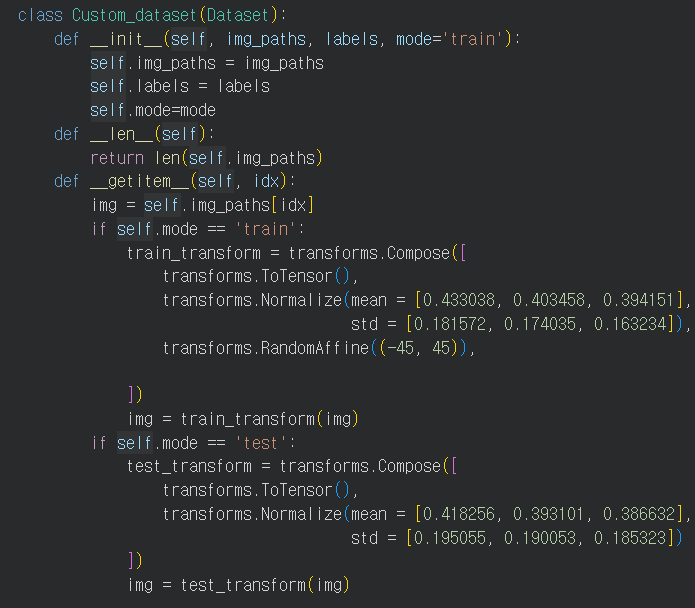 class Custom_dataset(Dataset):
    def __init__(self, img_paths, labels, mode='train'):
        self.img_paths = img_paths
        self.labels = labels
        self.mode=mode
    def __len__(self):
        return len(self.img_paths)
    def __getitem__(self, idx):
        img = self.img_paths[idx]
        if self.mode == 'train':
            train_transform = transforms.Compose([
                transforms.ToTensor(),
                transforms.Normalize(mean = [0.433038, 0.403458, 0.394151],
                                     std = [0.181572, 0.174035, 0.163234]),
                transforms.RandomAffine((-45, 45)),
            ])
            img = train_transform(img)
        if self.mode == 'test':
            test_transform = transforms.Compose([
                transforms.ToTensor(),
                transforms.Normalize(mean = [0.418256, 0.393101, 0.386632],
                                     std = [0.195055, 0.190053, 0.185323])
            ])
            img = test_transform(img)